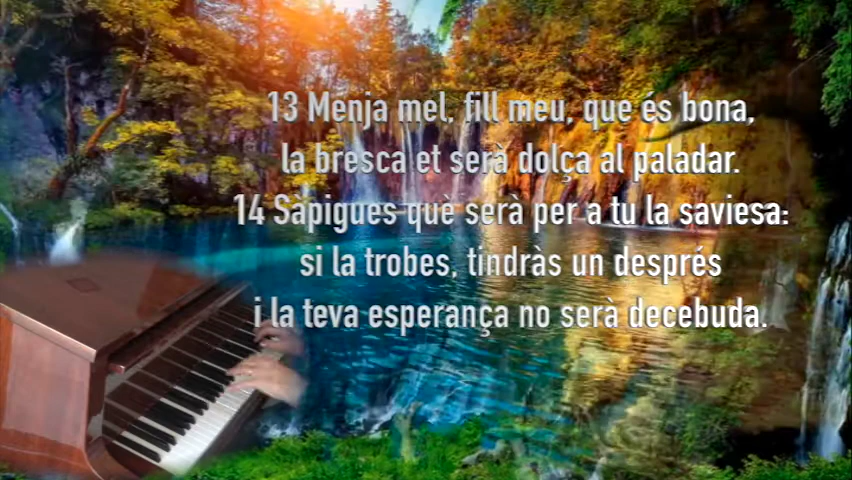 13 Menja mel, fill meu, que és bona,
la bresca et serà dolça al paladar.
14 Sàpigues què serà per a tu la saviesa:
si la trobes, tindràs un després
i la teva esperança no serà decebuda.